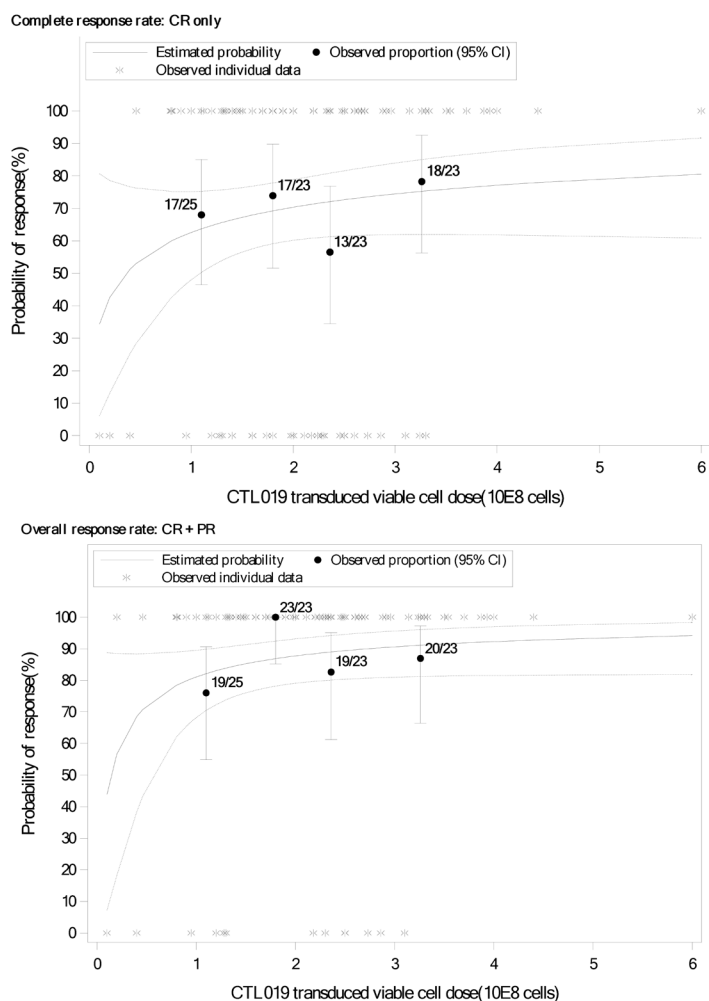 Complete response rate: CR only
Estimated probability
Observed proportion (95% CI)
Observed individual data
100
90
80
70
60
50
40
30
20
10
0
Probability of response(%)
17/25
17/23
13/23
18/23
0 1 2 3 4 5 6
CTL019 transduced viable cell dose(10E8 cells)
Overall response rate: CR + PR
Estimated probability
Observed proportion (95% CI)
Observed individual data
100
90
80
70
60
50
40
30
20
10
0
Probability of response(%)
19/25
23/23
19/23
20/23
0 1 2 3 4 5 6
CTL019 transduced viable cell dose(10E8 cells)